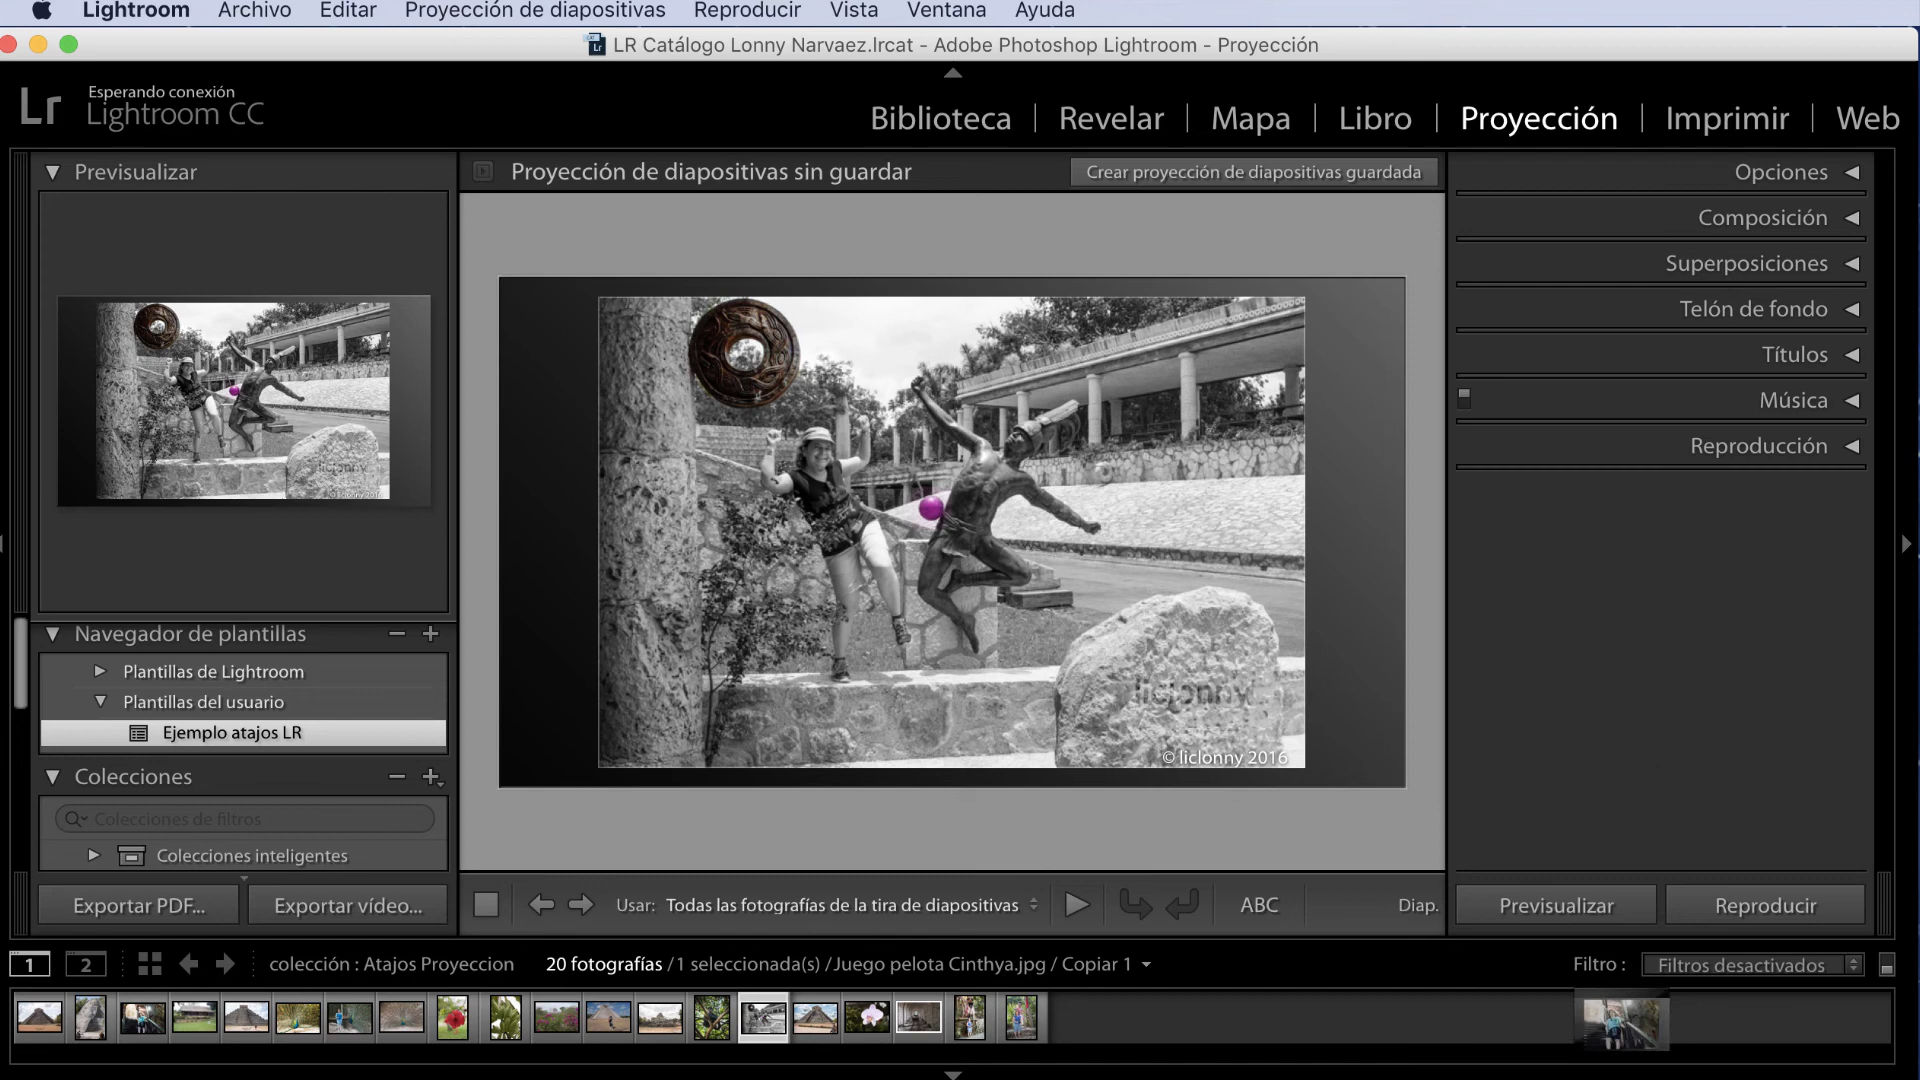 Lightroom Archivo Editar Proyección de diapositivas Reproducir Vista Ventana Ayuda
LR Catálogo Lonny Narvaez.lrcat - Adobe Photoshop Lightroom - Proyección
Lr
Esperando conexión
Lightroom CC
Biblioteca | Revelar | Mapa | Libro | Proyección | Imprimir | Web
Previsualizar
Proyección de diapositivas sin guardar
Crear proyección de diapositivas guardada
Opciones
Composición
Superposiciones
Telón de fondo
Títulos
Música
Reproducción
liclonny
© liclonny 2016
Navegador de plantillas
Plantillas de Lightroom
Plantillas del usuario
Ejemplo atajos LR
Colecciones
Colecciones de filtros
Colecciones inteligentes
Exportar PDF...
Exportar vídeo...
Usar: Todas las fotografías de la tira de diapositivas
ABC
Diap.
Previsualizar
Reproducir
1 2
colección : Atajos Proyeccion
20 fotografías / 1 seleccionada(s) / Juego pelota Cinthya.jpg / Copiar 1
Filtro : Filtros desactivados